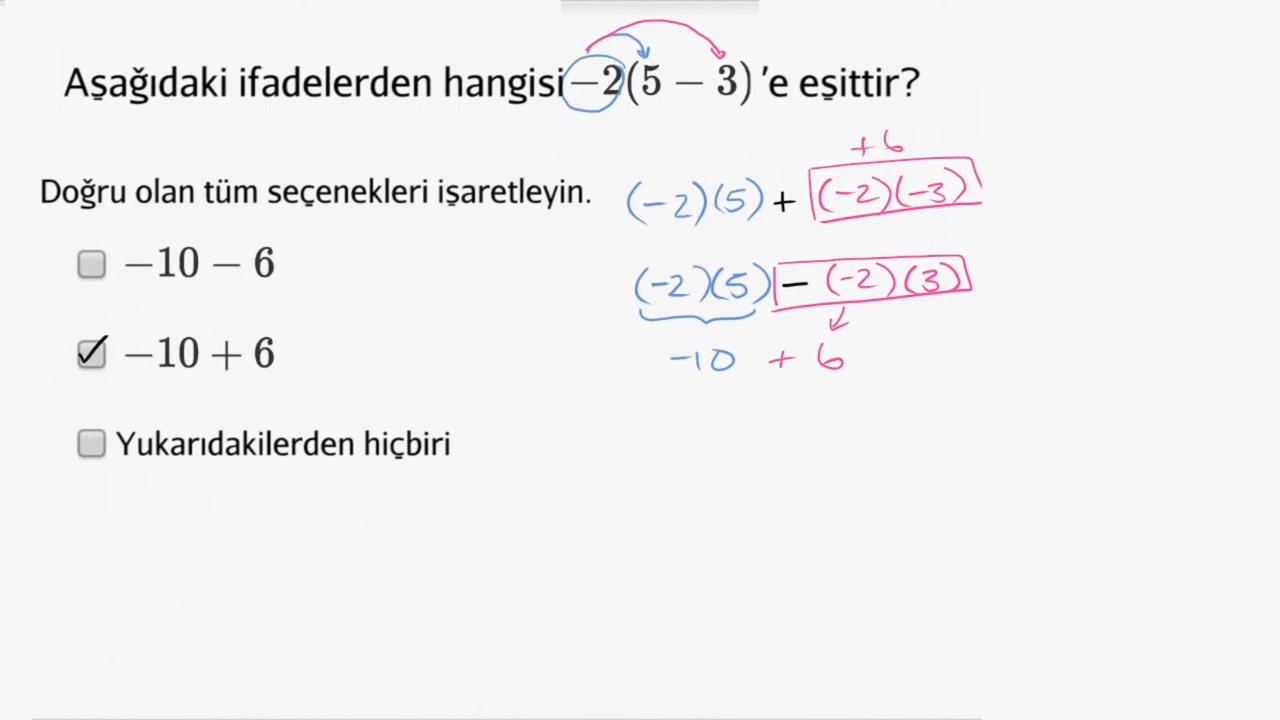 Aşağıdaki ifadelerden hangisi −2(5 − 3) 'e eşittir?
+6
Doğru olan tüm seçenekleri işaretleyin.
(−2)(5) + (−2)(−3)
−10 − 6
(−2)(5) − (−2)(3)
−10 + 6
−10 + 6
Yukarıdakilerden hiçbiri